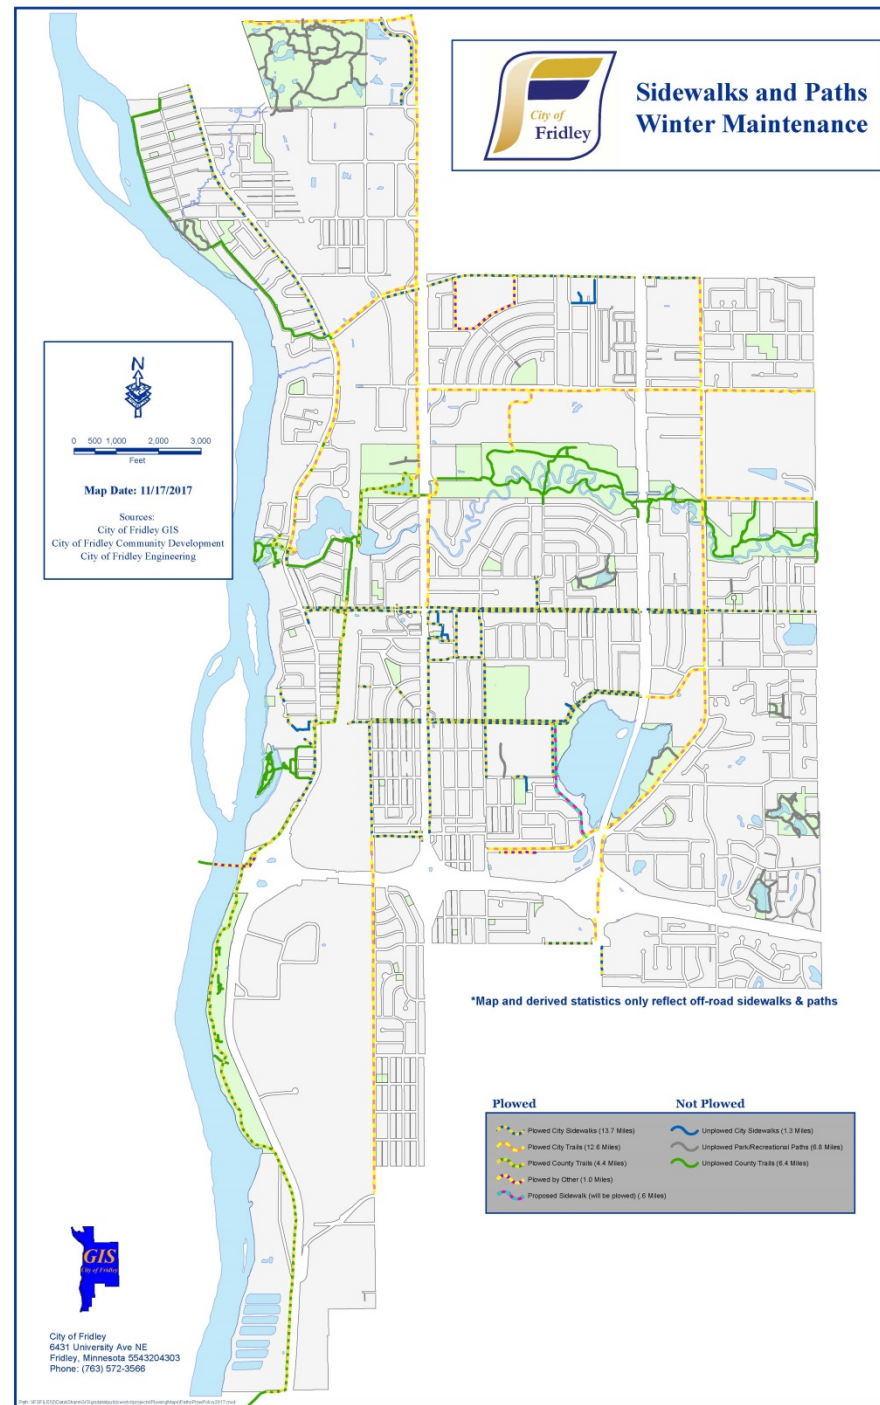 City of
Fridley
Sidewalks and Paths
Winter Maintenance
N
0 500 1,000 2,000 3,000
Feet
Map Date: 11/17/2017
Sources:
City of Fridley GIS
City of Fridley Community Development
City of Fridley Engineering
*Map and derived statistics only reflect off-road sidewalks & paths
Plowed
Plowed City Sidewalks (13.7 Miles)
Plowed City Trails (12.6 Miles)
Plowed County Trails (4.4 Miles)
Plowed by Other (1.0 Miles)
Proposed Sidewalk (will be plowed) (.6 Miles)
Not Plowed
Unplowed City Sidewalks (1.3 Miles)
Unplowed Park/Recreational Paths (6.8 Miles)
Unplowed County Trails (6.4 Miles)
GIS
City of Fridley
City of Fridley
6431 University Ave NE
Fridley, Minnesota 5543204303
Phone: (763) 572-3566